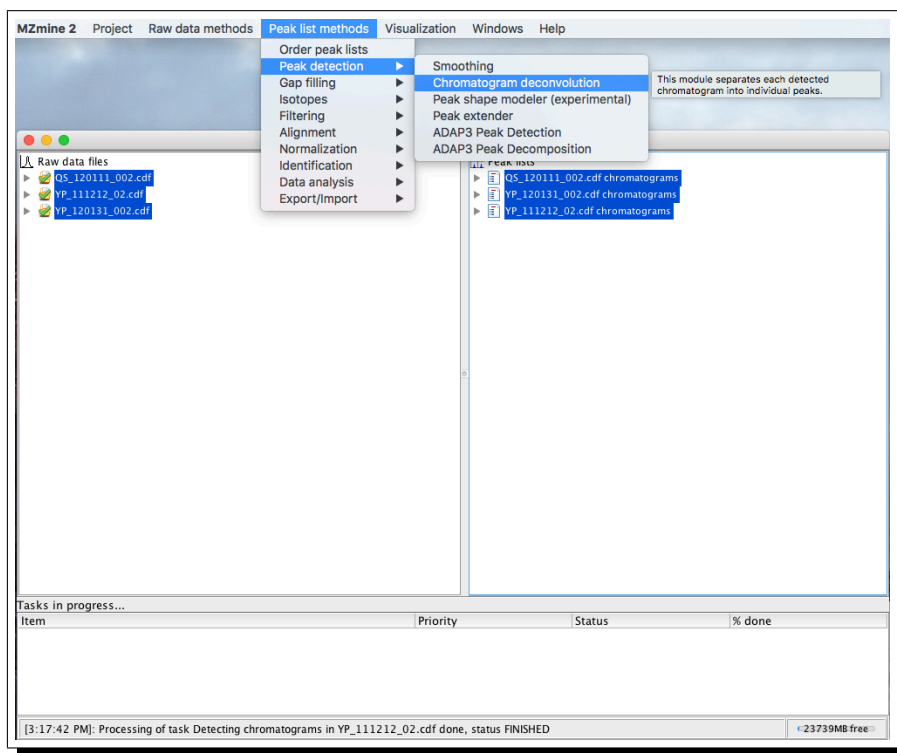 MZmine 2 Project Raw data methods Peak list methods Visualization Windows Help
Order peak lists
Peak detection
Gap filling
Isotopes
Filtering
Alignment
Normalization
Identification
Data analysis
Export/Import
Smoothing
Chromatogram deconvolution
Peak shape modeler (experimental)
Peak extender
ADAP3 Peak Detection
ADAP3 Peak Decomposition
This module separates each detected
chromatogram into individual peaks.
Raw data files
QS_120111_002.cdf
YP_111212_02.cdf
YP_120131_002.cdf
Peak lists
QS_120111_002.cdf chromatograms
YP_120131_002.cdf chromatograms
YP_111212_02.cdf chromatograms
Tasks in progress...
Item Priority Status % done
[3:17:42 PM]: Processing of task Detecting chromatograms in YP_111212_02.cdf done, status FINISHED
23739MB free